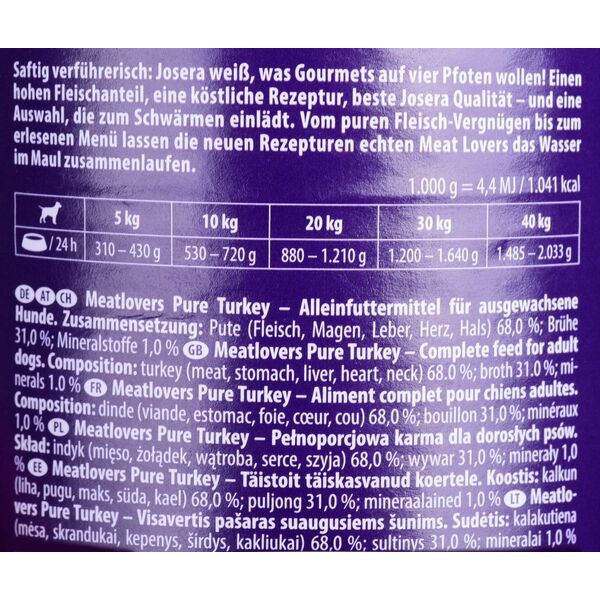 Saftig verführerisch: Josera weiß, was Gourmets auf vier Pfoten wollen! Einen
hohen Fleischanteil, eine köstliche Rezeptur, beste Josera Qualität – und eine
Auswahl, die zum Schwärmen einlädt. Vom puren Fleisch-Vergnügen bis zum
erlesenen Menü lassen die neuen Rezepturen echten Meat Lovers das Wasser
im Maul zusammenlaufen.
1.000 g = 4,4 MJ / 1.041 kcal
5 kg 10 kg 20 kg 30 kg 40 kg
/ 24 h 310 – 430 g 530 – 720 g 880 – 1.210 g 1.200 – 1.640 g 1.485 – 2.033 g
DE AT CH Meatlovers Pure Turkey – Alleinfuttermittel für ausgewachsene
Hunde. Zusammensetzung: Pute (Fleisch, Magen, Leber, Herz, Hals) 68,0 %; Brühe
31,0 %; Mineralstoffe 1,0 % GB Meatlovers Pure Turkey – Complete feed for adult
dogs. Composition: turkey (meat, stomach, liver, heart, neck) 68.0 %; broth 31.0 %; mi-
nerals 1.0 % FR Meatlovers Pure Turkey – Aliment complet pour chiens adultes.
Composition: dinde (viande, estomac, foie, cœur, cou) 68,0 %; bouillon 31,0 %; minéraux
1,0 % PL Meatlovers Pure Turkey – Pełnoporcjowa karma dla dorosłych psów.
Skład: indyk (mięso, żołądek, wątroba, serce, szyja) 68,0 %; wywar 31,0 %; minerały 1,0
% EE Meatlovers Pure Turkey – Täistoit täiskasvanud koertele. Koostis: kalkun
(liha, pugu, maks, süda, kael) 68,0 %; puljong 31,0 %; mineraalained 1.0 % LT Meatlo-
vers Pure Turkey – Visavertis pašaras suaugusiems šunims. Sudėtis: kalakutiena
(mėsa, skrandukai, kepenys, širdys, kakliukai) 68.0 %; sultinys 31.0 %; mineralai 1.0 %